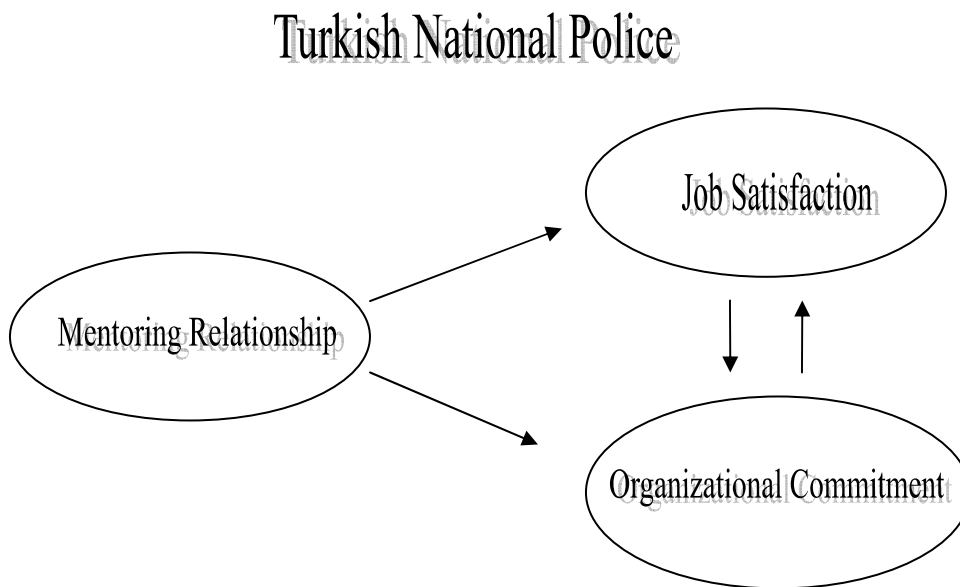 Turkish National Police
Job Satisfaction
Mentoring Relationship
Organizational Commitment